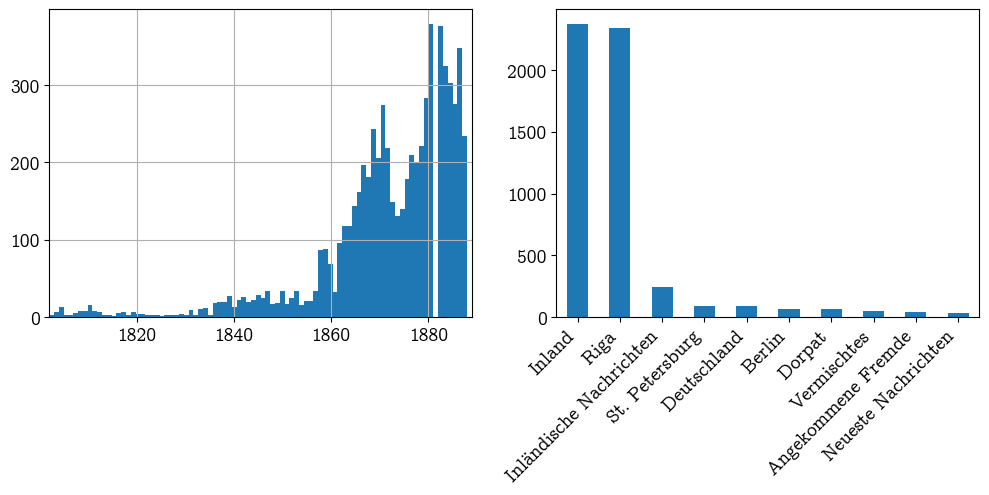 300
200
100
0
1820 1840 1860 1880
2000
1500
1000
500
0
Inland
Riga
Inländische Nachrichten
St. Petersburg
Deutschland
Berlin
Dorpat
Vermischtes
Angekommene Fremde
Neueste Nachrichten